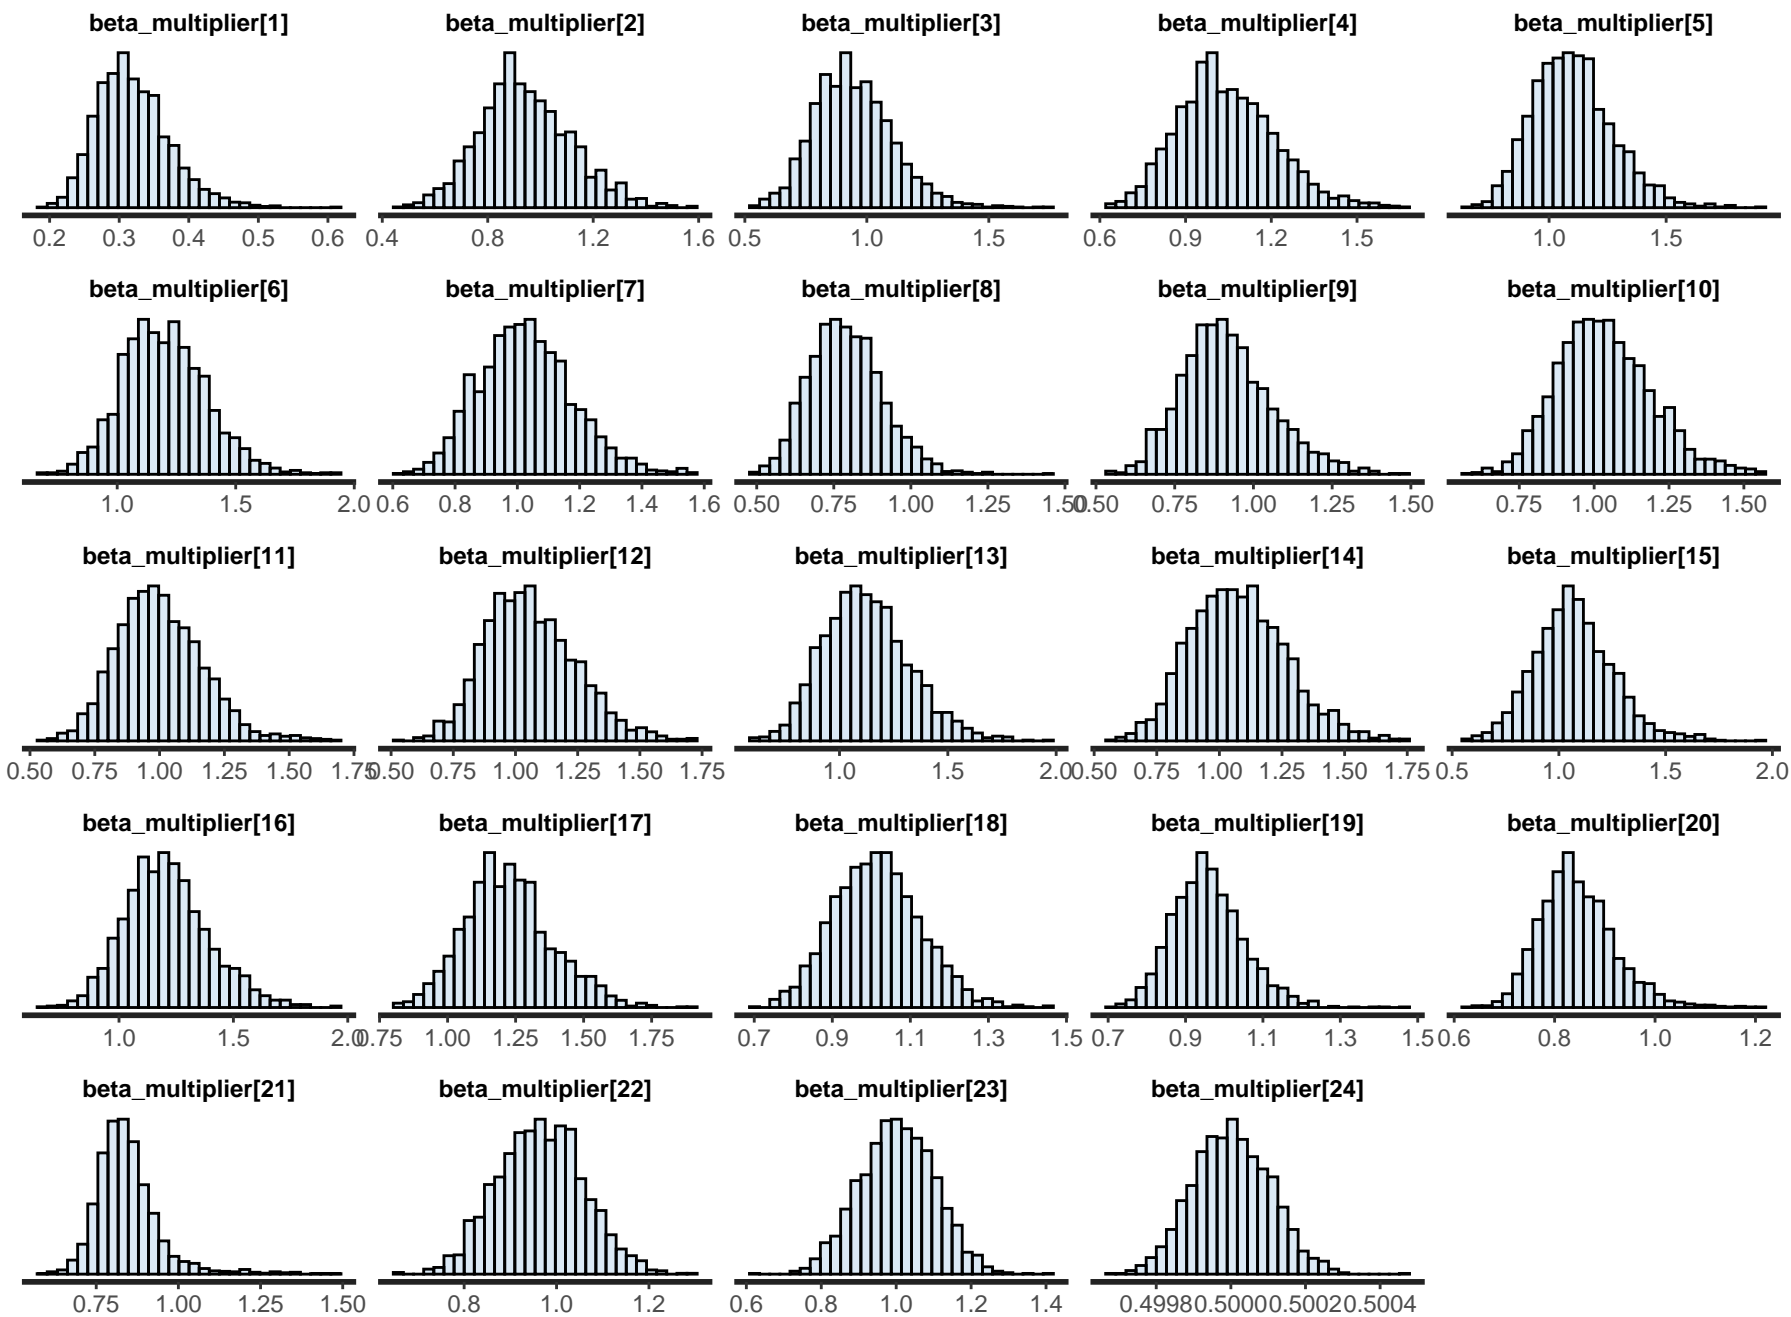 beta_multiplier[1] beta_multiplier[2] beta_multiplier[3] beta_multiplier[4] beta_multiplier[5]
0.2 0.3 0.4 0.5 0.6 0.4 0.8 1.2 1.6 0.5 1.0 1.5 0.6 0.9 1.2 1.5 1.0 1.5
beta_multiplier[6] beta_multiplier[7] beta_multiplier[8] beta_multiplier[9] beta_multiplier[10]
1.0 1.5 2.0 0.6 0.8 1.0 1.2 1.4 1.6 0.50 0.75 1.00 1.25 1.50 0.50 0.75 1.00 1.25 1.50 0.75 1.00 1.25 1.50
beta_multiplier[11] beta_multiplier[12] beta_multiplier[13] beta_multiplier[14] beta_multiplier[15]
0.50 0.75 1.00 1.25 1.50 1.75 0.50 0.75 1.00 1.25 1.50 1.75 1.0 1.5 2.0 0.50 0.75 1.00 1.25 1.50 1.75 0.5 1.0 1.5 2.0
beta_multiplier[16] beta_multiplier[17] beta_multiplier[18] beta_multiplier[19] beta_multiplier[20]
1.0 1.5 2.0 0.75 1.00 1.25 1.50 1.75 0.7 0.9 1.1 1.3 1.5 0.7 0.9 1.1 1.3 1.5 0.6 0.8 1.0 1.2
beta_multiplier[21] beta_multiplier[22] beta_multiplier[23] beta_multiplier[24]
0.75 1.00 1.25 1.50 0.8 1.0 1.2 0.6 0.8 1.0 1.2 1.4 0.4998 0.5000 0.5002 0.5004